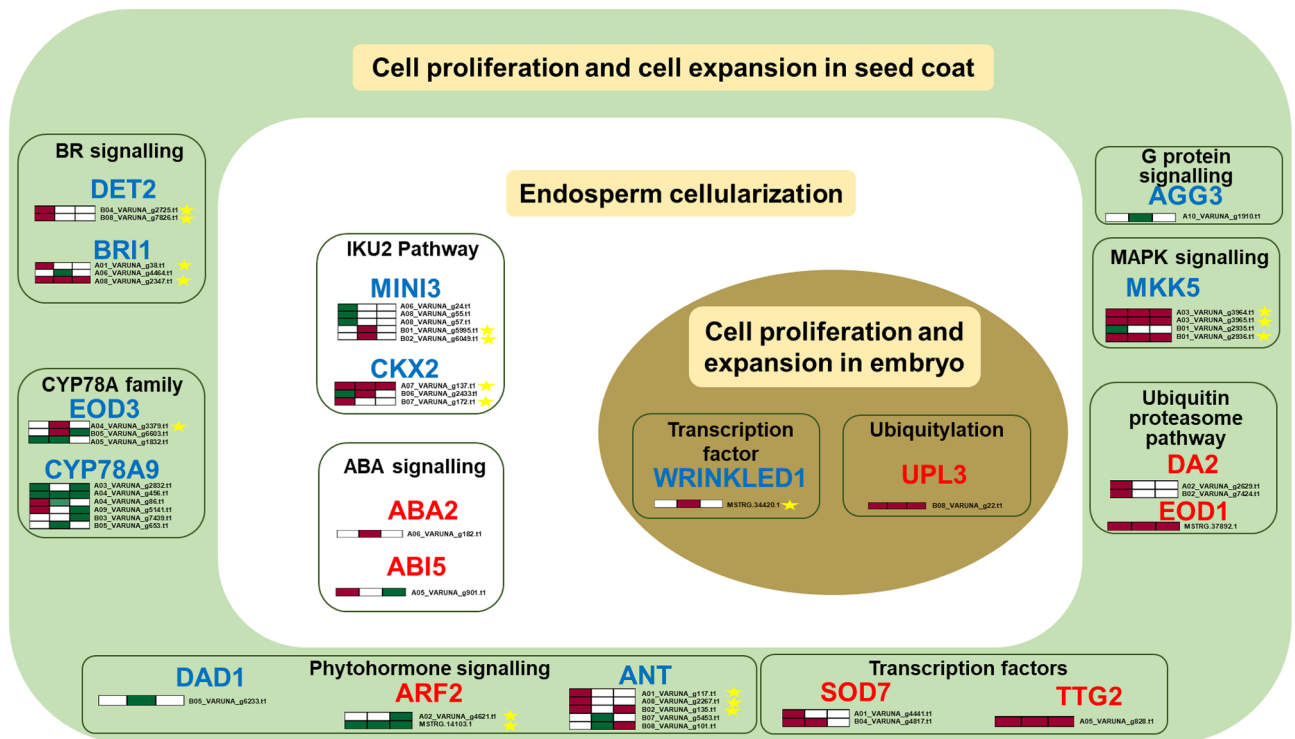 Cell proliferation and cell expansion in seed coat
BR signalling
DET2
B04_VARUNA_g2725.t1
B08_VARUNA_g7826.t1
BRI1
A01_VARUNA_g38.t1
A06_VARUNA_g4464.t1
A08_VARUNA_g2347.t1
CYP78A family
EOD3
A04_VARUNA_g3379.t1
B05_VARUNA_g6603.t1
A05_VARUNA_g1832.t1
CYP78A9
A03_VARUNA_g2832.t1
A04_VARUNA_g456.t1
A04_VARUNA_g86.t1
A09_VARUNA_g5141.t1
B03_VARUNA_g7439.t1
B05_VARUNA_g653.t1
Endosperm cellularization
IKU2 Pathway
MINI3
A06_VARUNA_g24.t1
A08_VARUNA_g55.t1
A08_VARUNA_g57.t1
B01_VARUNA_g5995.t1
B02_VARUNA_g6049.t1
CKX2
A07_VARUNA_g137.t1
B06_VARUNA_g2433.t1
B07_VARUNA_g172.t1
ABA signalling
ABA2
A06_VARUNA_g182.t1
ABI5
A05_VARUNA_g901.t1
Cell proliferation and
expansion in embryo
Transcription
factor
WRINKLED1
MSTRG.34420.1
Ubiquitylation
UPL3
B08_VARUNA_g22.t1
G protein
signalling
AGG3
A10_VARUNA_g1910.t1
MAPK signalling
MKK5
A03_VARUNA_g3964.t1
A03_VARUNA_g3965.t1
B01_VARUNA_g2935.t1
B01_VARUNA_g2936.t1
Ubiquitin
proteasome
pathway
DA2
A02_VARUNA_g2629.t1
B02_VARUNA_g7424.t1
EOD1
MSTRG.37892.1
Phytohormone signalling
DAD1
B05_VARUNA_g6233.t1
ARF2
A02_VARUNA_g4621.t1
MSTRG.14103.1
ANT
A01_VARUNA_g117.t1
A08_VARUNA_g2267.t1
B02_VARUNA_g135.t1
B07_VARUNA_g5453.t1
B08_VARUNA_g101.t1
Transcription factors
SOD7
A01_VARUNA_g4441.t1
B04_VARUNA_g4817.t1
TTG2
A05_VARUNA_g828.t1